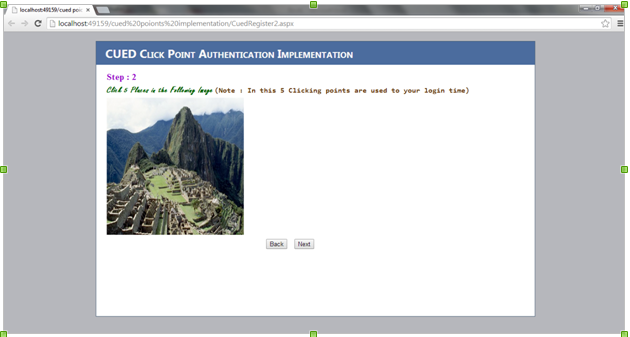 localhost:49159/cued poi
localhost:49159/cued%20poionts%20implementation/CuedRegister2.aspx
CUED CLICK POINT AUTHENTICATION IMPLEMENTATION
Step : 2
Click 5 Places in the Following Image (Note : In this 5 Clicking points are used to your login time)
Back Next